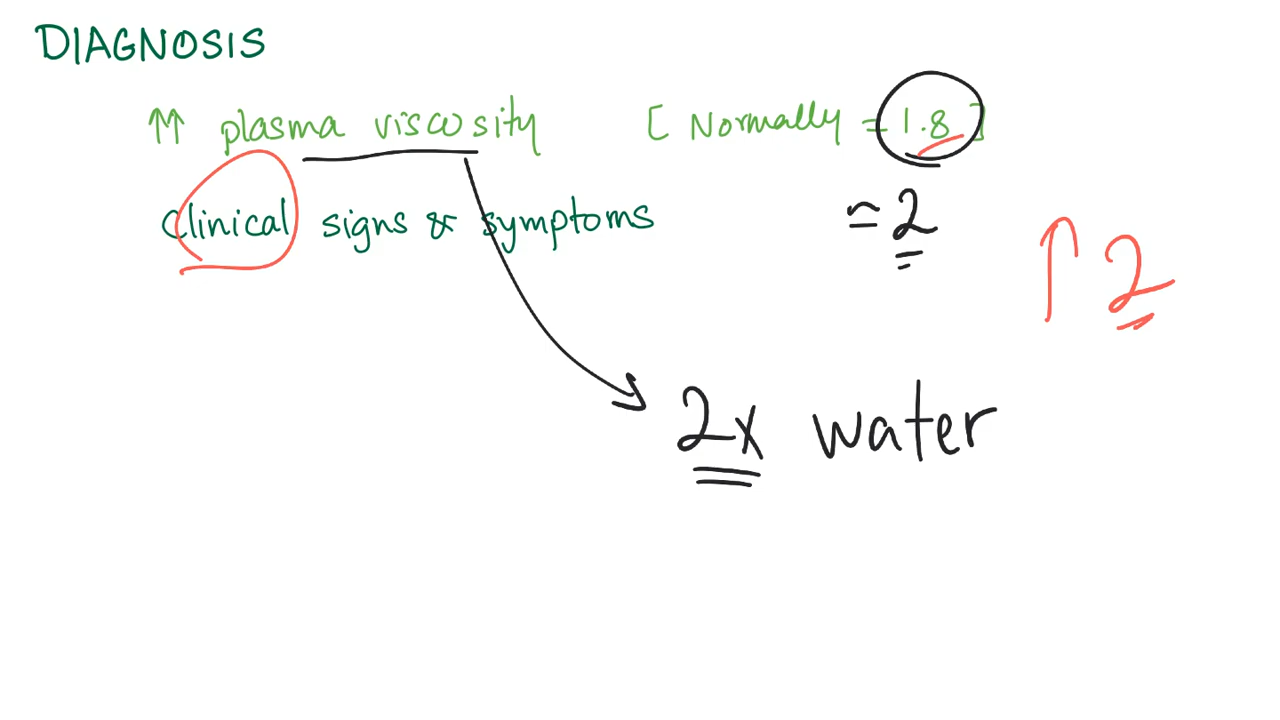 DIAGNOSIS
↑↑ plasma viscosity [Normally = 1.8]
Clinical signs & symptoms
≃ 2
↑ 2
2x water